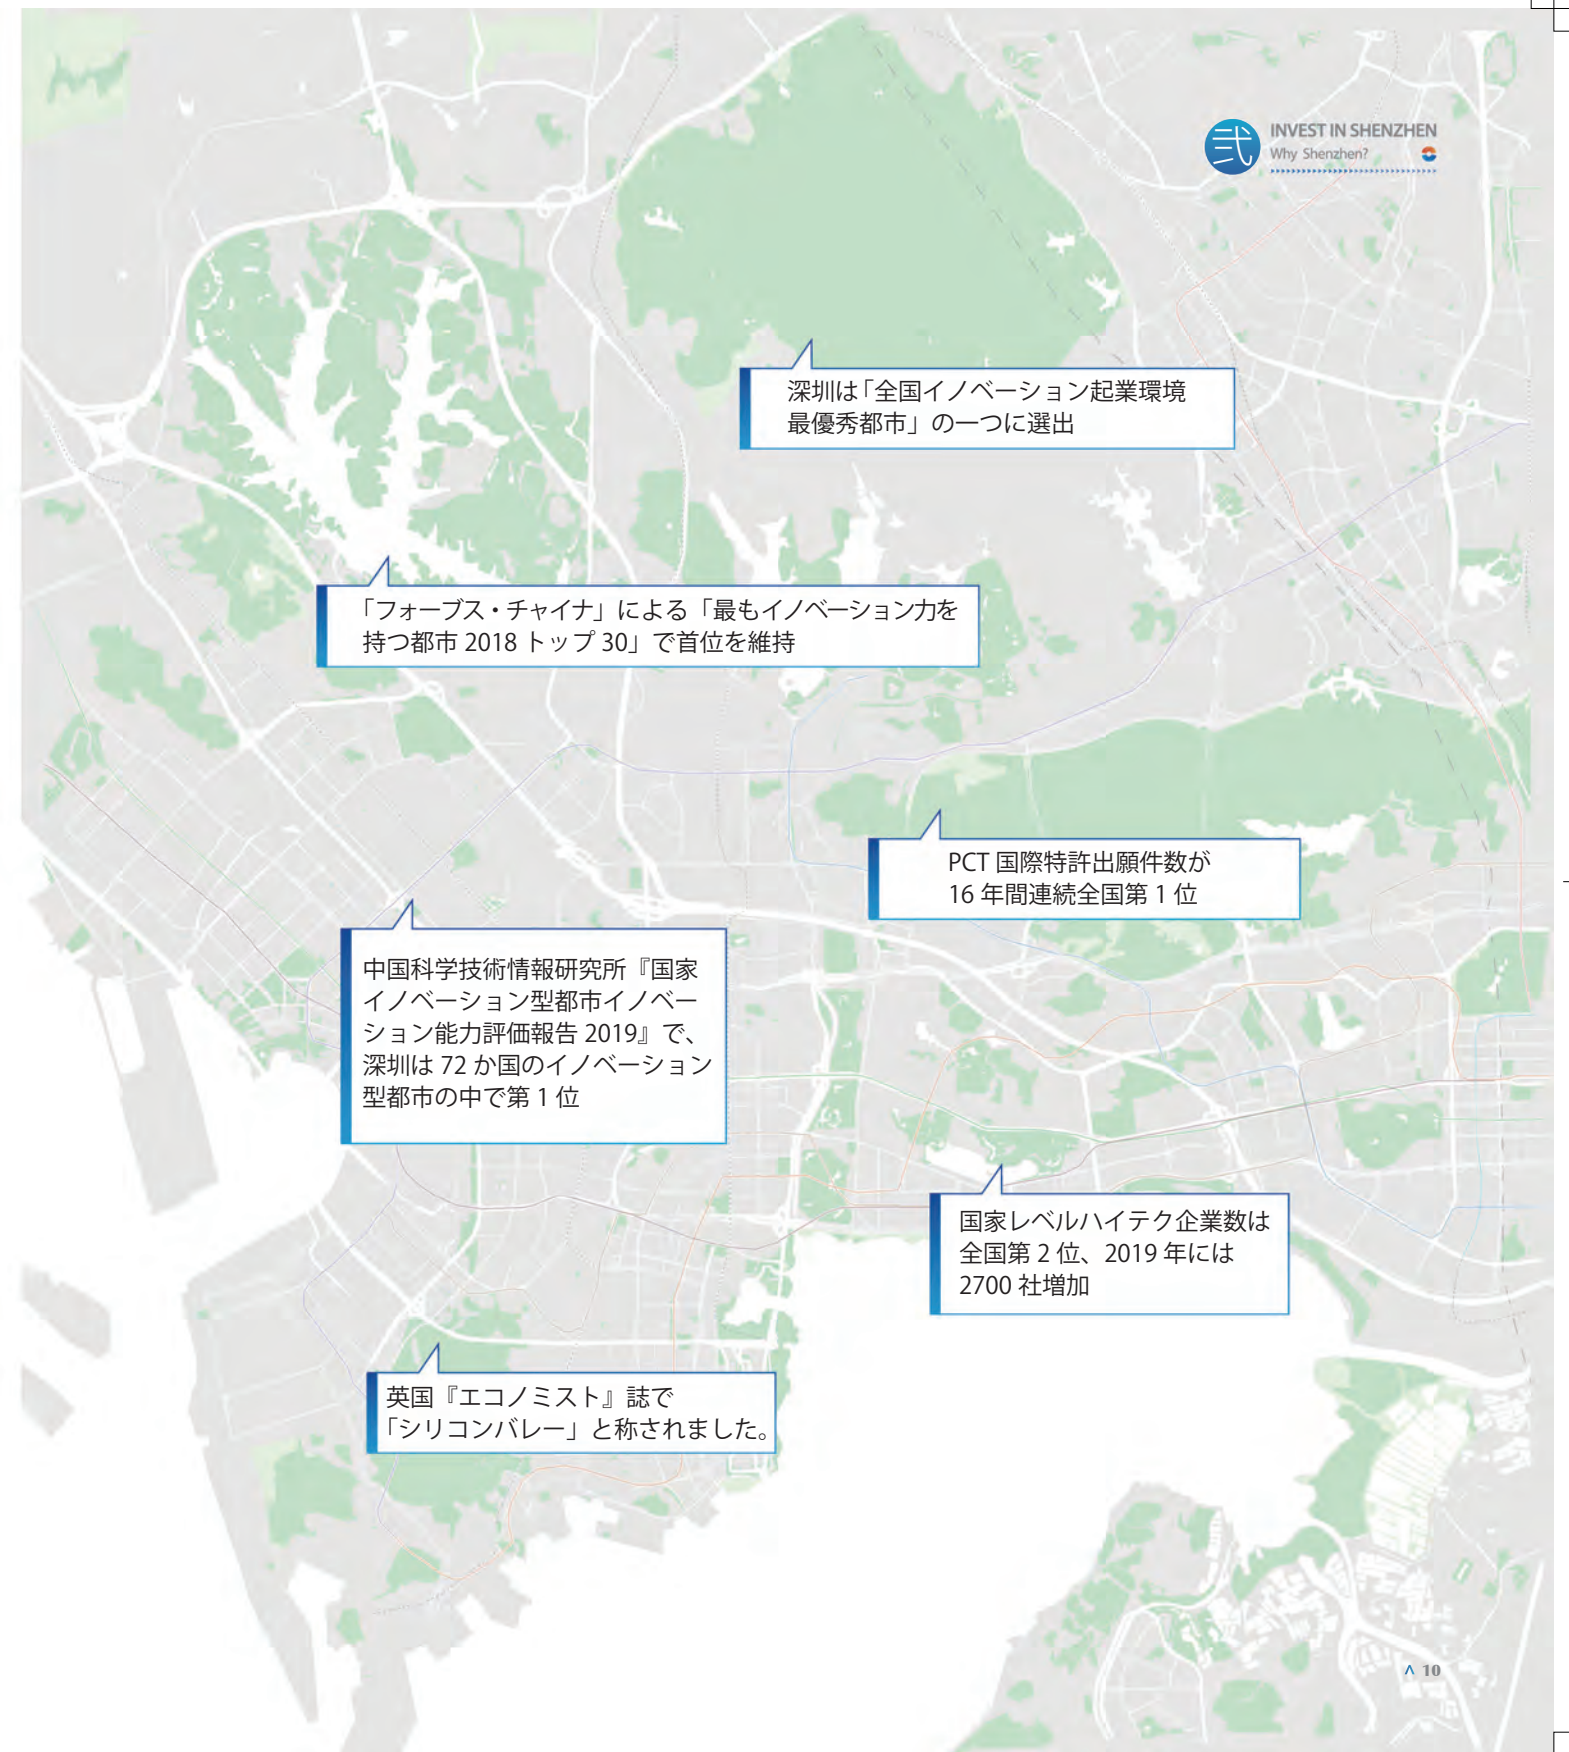 弐
INVEST IN SHENZHEN
Why Shenzhen?
深圳は「全国イノベーション起業環境
最優秀都市」の一つに選出
「フォーブス・チャイナ」による「最もイノベーション力を
持つ都市 2018 トップ 30」で首位を維持
PCT 国際特許出願件数が
16 年間連続全国第 1 位
中国科学技術情報研究所『国家
イノベーション型都市イノベー
ション能力評価報告 2019』で、
深圳は 72 か国のイノベーション
型都市の中で第 1 位
国家レベルハイテク企業数は
全国第 2 位、2019 年には
2700 社増加
英国『エコノミスト』誌で
「シリコンバレー」と称されました。
^ 10